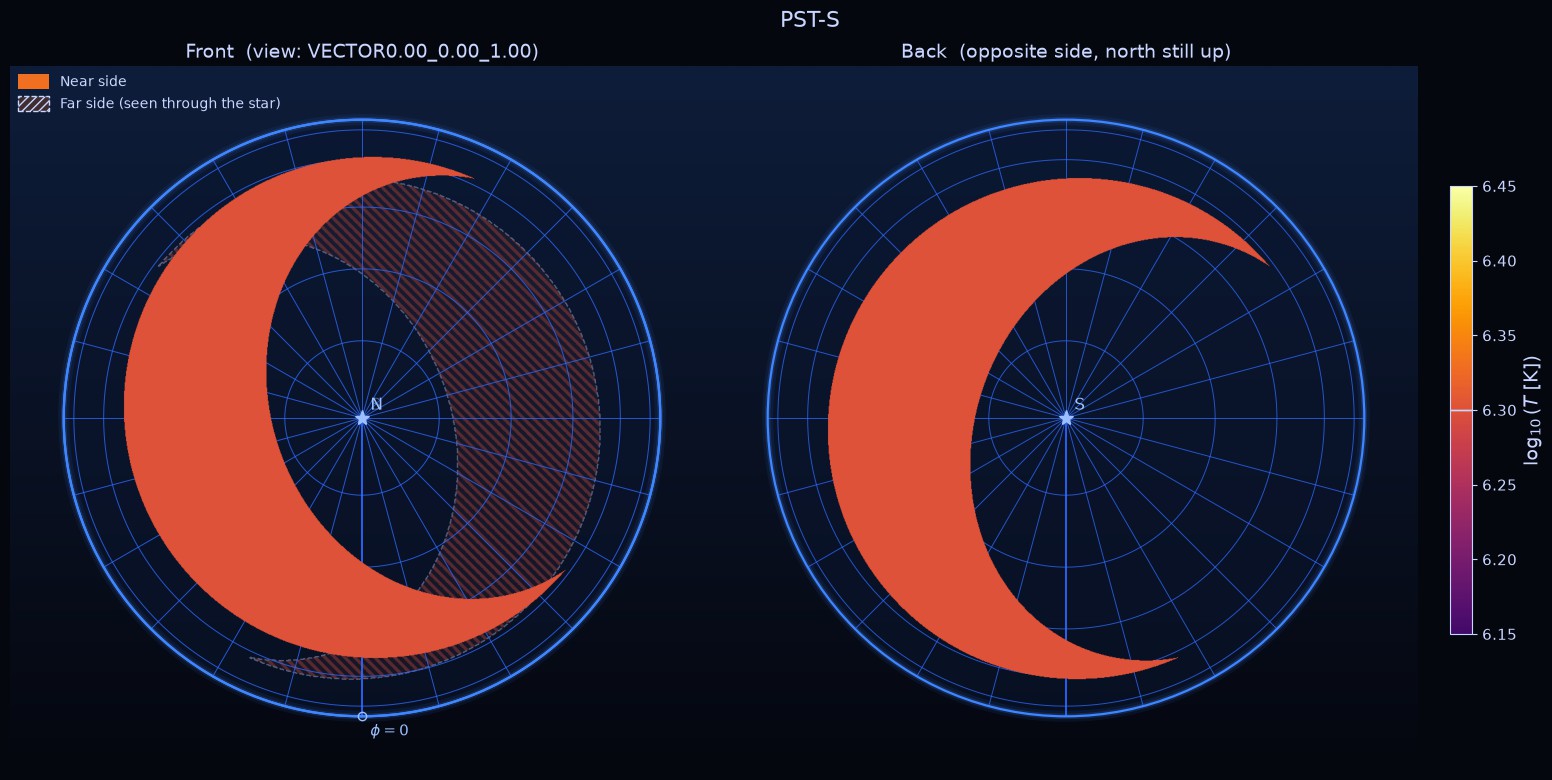 PST-S
Front  (view: VECTOR0.00_0.00_1.00)
Back  (opposite side, north still up)
Near side
Far side (seen through the star)
N
S
ϕ = 0
6.45
6.40
6.35
6.30
6.25
6.20
6.15
log₁₀(T [K])